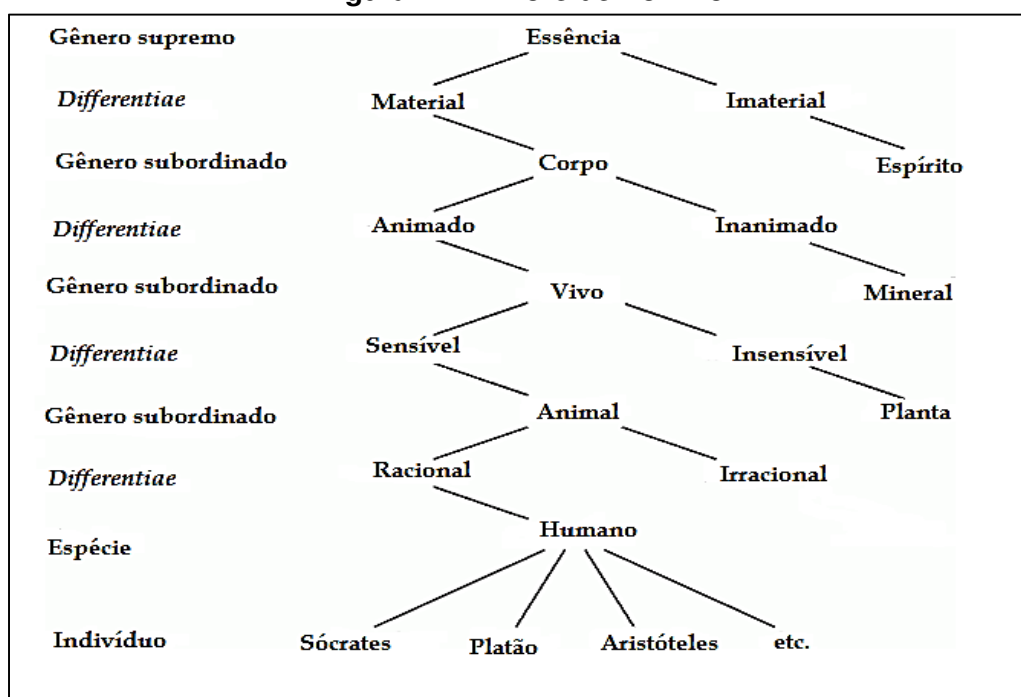 Gênero supremo Essência
Differentiae Material Imaterial
Gênero subordinado Corpo Espírito
Differentiae Animado Inanimado
Gênero subordinado Vivo Mineral
Differentiae Sensível Insensível
Gênero subordinado Animal Planta
Differentiae Racional Irracional
Espécie Humano
Indivíduo Sócrates Platão Aristóteles etc.